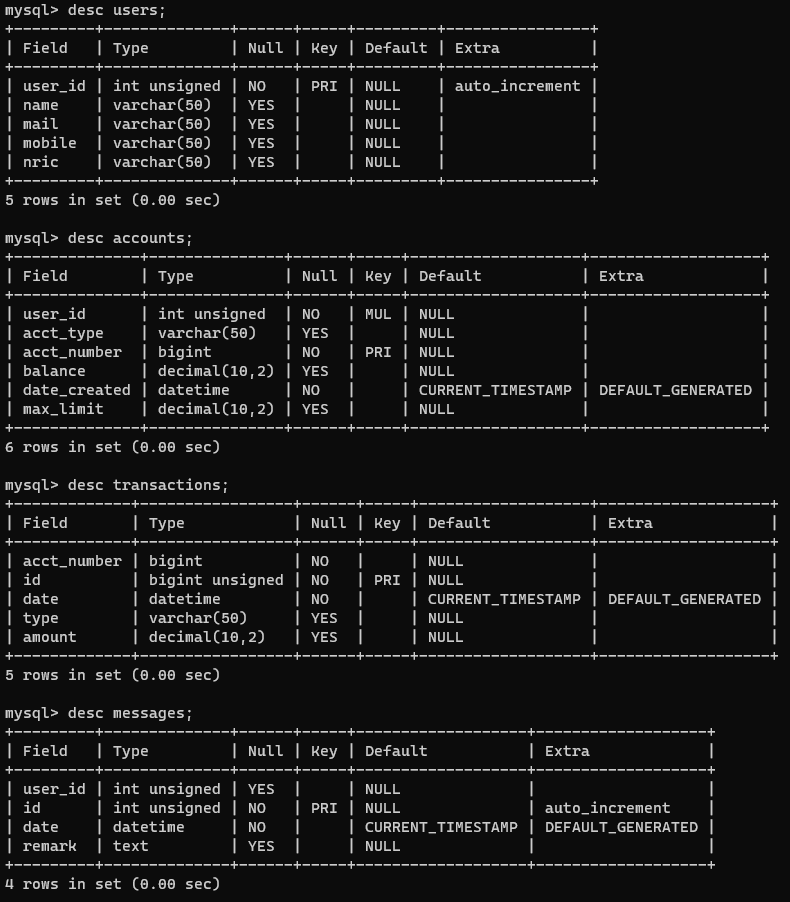 mysql> desc users;
+---------+--------------+------+-----+---------+----------------+
| Field   | Type         | Null | Key | Default | Extra          |
+---------+--------------+------+-----+---------+----------------+
| user_id | int unsigned | NO   | PRI | NULL    | auto_increment |
| name    | varchar(50)  | YES  |     | NULL    |                |
| mail    | varchar(50)  | YES  |     | NULL    |                |
| mobile  | varchar(50)  | YES  |     | NULL    |                |
| nric    | varchar(50)  | YES  |     | NULL    |                |
+---------+--------------+------+-----+---------+----------------+
5 rows in set (0.00 sec)

mysql> desc accounts;
+--------------+---------------+------+-----+-------------------+-------------------+
| Field        | Type          | Null | Key | Default           | Extra             |
+--------------+---------------+------+-----+-------------------+-------------------+
| user_id      | int unsigned  | NO   | MUL | NULL              |                   |
| acct_type    | varchar(50)   | YES  |     | NULL              |                   |
| acct_number  | bigint        | NO   | PRI | NULL              |                   |
| balance      | decimal(10,2) | YES  |     | NULL              |                   |
| date_created | datetime      | NO   |     | CURRENT_TIMESTAMP | DEFAULT_GENERATED |
| max_limit    | decimal(10,2) | YES  |     | NULL              |                   |
+--------------+---------------+------+-----+-------------------+-------------------+
6 rows in set (0.00 sec)

mysql> desc transactions;
+-------------+-----------------+------+-----+-------------------+-------------------+
| Field       | Type            | Null | Key | Default           | Extra             |
+-------------+-----------------+------+-----+-------------------+-------------------+
| acct_number | bigint          | NO   |     | NULL              |                   |
| id          | bigint unsigned | NO   | PRI | NULL              |                   |
| date        | datetime        | NO   |     | CURRENT_TIMESTAMP | DEFAULT_GENERATED |
| type        | varchar(50)     | YES  |     | NULL              |                   |
| amount      | decimal(10,2)   | YES  |     | NULL              |                   |
+-------------+-----------------+------+-----+-------------------+-------------------+
5 rows in set (0.00 sec)

mysql> desc messages;
+---------+--------------+------+-----+-------------------+-------------------+
| Field   | Type         | Null | Key | Default           | Extra             |
+---------+--------------+------+-----+-------------------+-------------------+
| user_id | int unsigned | YES  |     | NULL              |                   |
| id      | int unsigned | NO   | PRI | NULL              | auto_increment    |
| date    | datetime     | NO   |     | CURRENT_TIMESTAMP | DEFAULT_GENERATED |
| remark  | text         | YES  |     | NULL              |                   |
+---------+--------------+------+-----+-------------------+-------------------+
4 rows in set (0.00 sec)